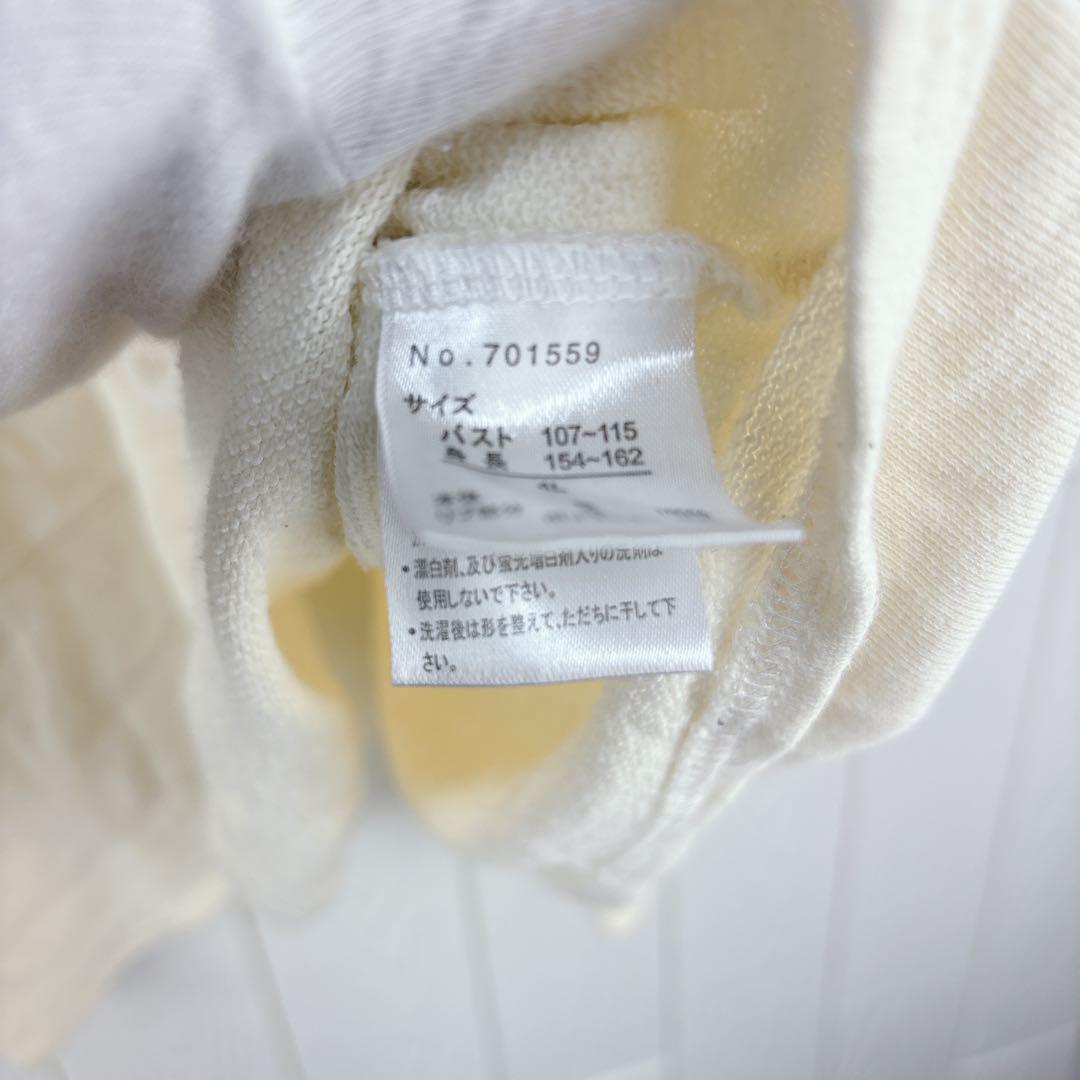 No.701559
サイズ
バスト 107~115
身長 154~162
4L
・漂白剤、及び蛍光増白剤入りの洗剤は
使用しないで下さい。
・洗濯後は形を整えて、ただちに干して下
さい。